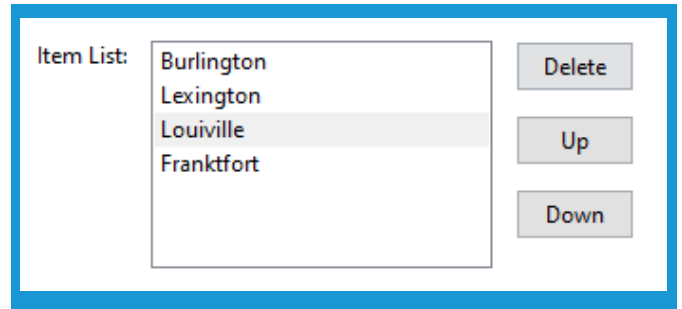 Item List:
Burlington
Lexington
Louiville
Franktfort
Delete
Up
Down